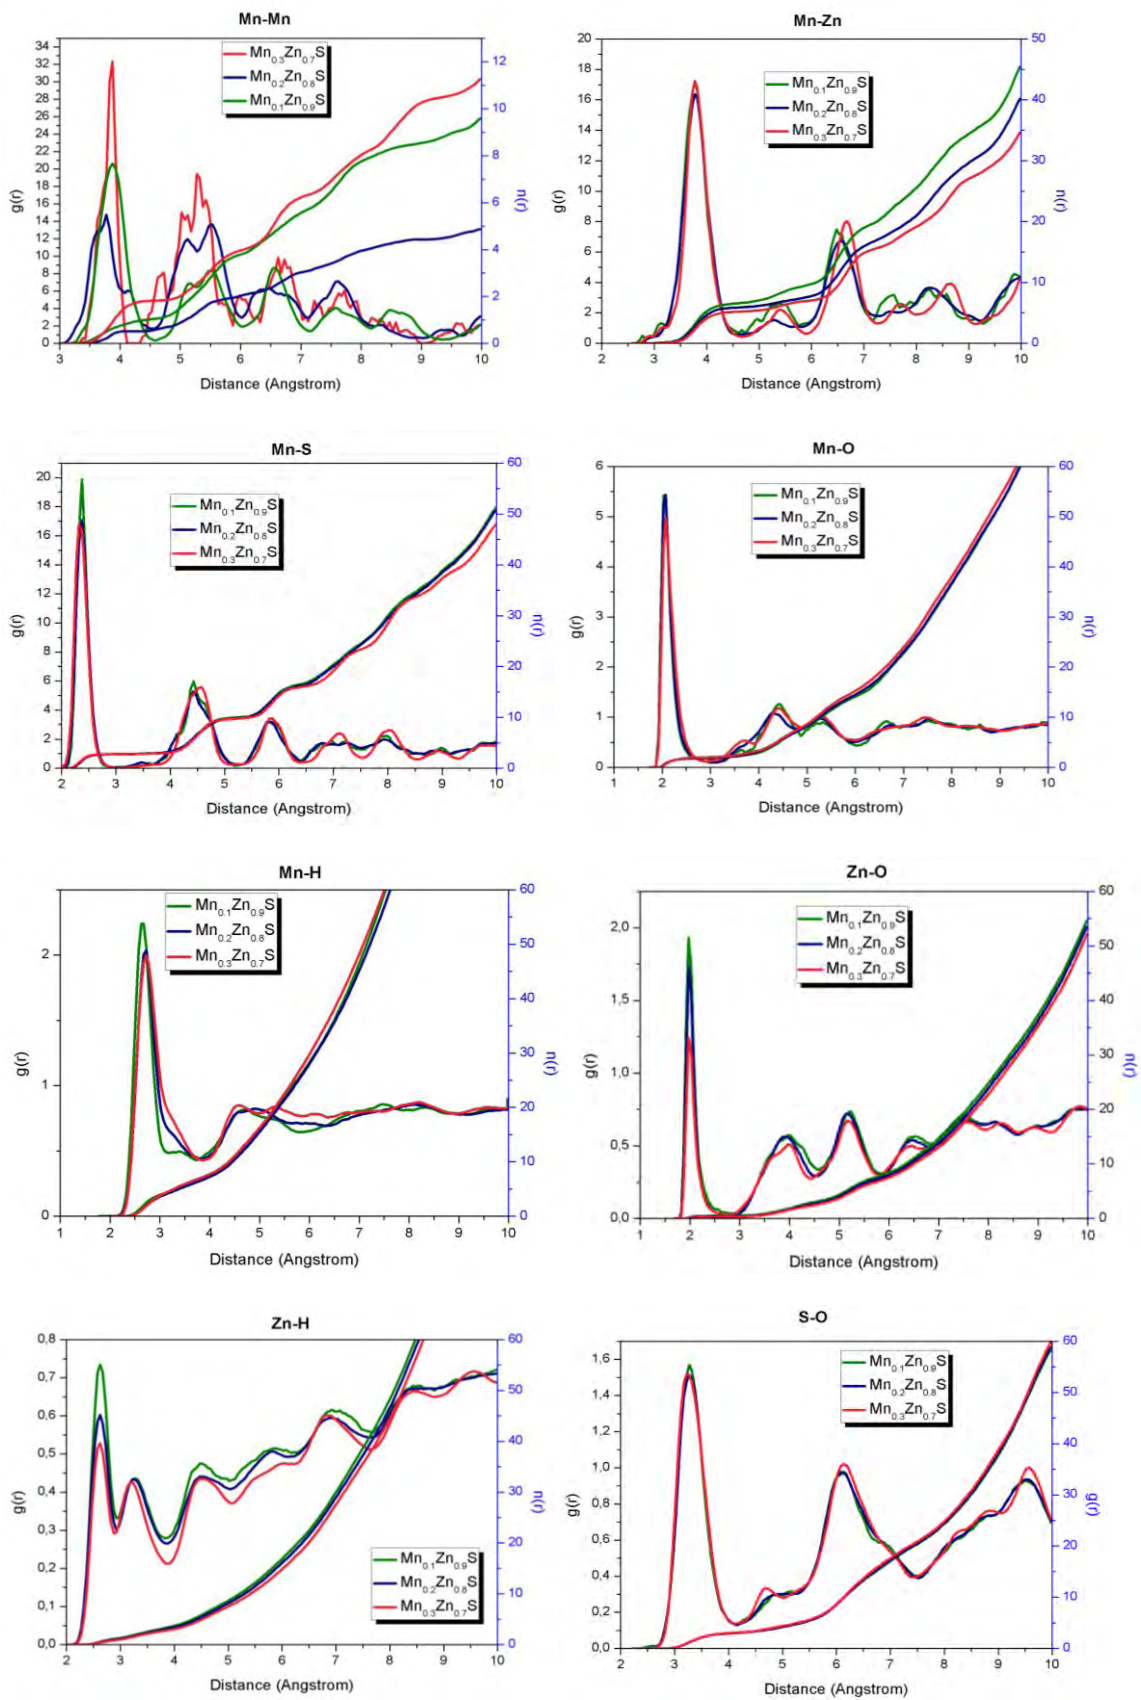 Mn-Mn
34
32
30
28
26
24
22
20
18
16
14
12
10
8
6
4
2
0
g(r)
Mn0.3Zn0.7S
Mn0.2Zn0.8S
Mn0.1Zn0.9S
12
10
8
6
4
2
0
n(r)
3 4 5 6 7 8 9 10
Distance (Angstrom)
Mn-Zn
20
18
16
14
12
10
8
6
4
2
0
g(r)
Mn0.1Zn0.9S
Mn0.2Zn0.8S
Mn0.3Zn0.7S
50
40
30
20
10
0
n(r)
2 3 4 5 6 7 8 9 10
Distance (Angstrom)
Mn-S
20
18
16
14
12
10
8
6
4
2
0
g(r)
Mn0.1Zn0.9S
Mn0.2Zn0.8S
Mn0.3Zn0.7S
60
50
40
30
20
10
0
n(r)
2 3 4 5 6 7 8 9 10
Distance (Angstrom)
Mn-O
6
5
4
3
2
1
0
g(r)
Mn0.1Zn0.9S
Mn0.2Zn0.8S
Mn0.3Zn0.7S
60
50
40
30
20
10
0
n(r)
1 2 3 4 5 6 7 8 9 10
Distance (Angstrom)
Mn-H
2
1
0
g(r)
Mn0.1Zn0.9S
Mn0.2Zn0.8S
Mn0.3Zn0.7S
60
50
40
30
20
10
0
n(r)
1 2 3 4 5 6 7 8 9 10
Distance (Angstrom)
Zn-O
2,0
1,5
1,0
0,5
0,0
g(r)
Mn0.1Zn0.9S
Mn0.2Zn0.8S
Mn0.3Zn0.7S
60
50
40
30
20
10
0
n(r)
1 2 3 4 5 6 7 8 9 10
Distance (Angstrom)
Zn-H
0,8
0,7
0,6
0,5
0,4
0,3
0,2
0,1
0,0
g(r)
Mn0.1Zn0.9S
Mn0.2Zn0.8S
Mn0.3Zn0.7S
60
50
40
30
20
10
0
n(r)
2 3 4 5 6 7 8 9 10
Distance (Angstrom)
S-O
1,6
1,4
1,2
1,0
0,8
0,6
0,4
0,2
0,0
g(r)
Mn0.1Zn0.9S
Mn0.2Zn0.8S
Mn0.3Zn0.7S
60
50
40
30
20
10
0
g(r)
2 3 4 5 6 7 8 9 10
Distance (Angstrom)